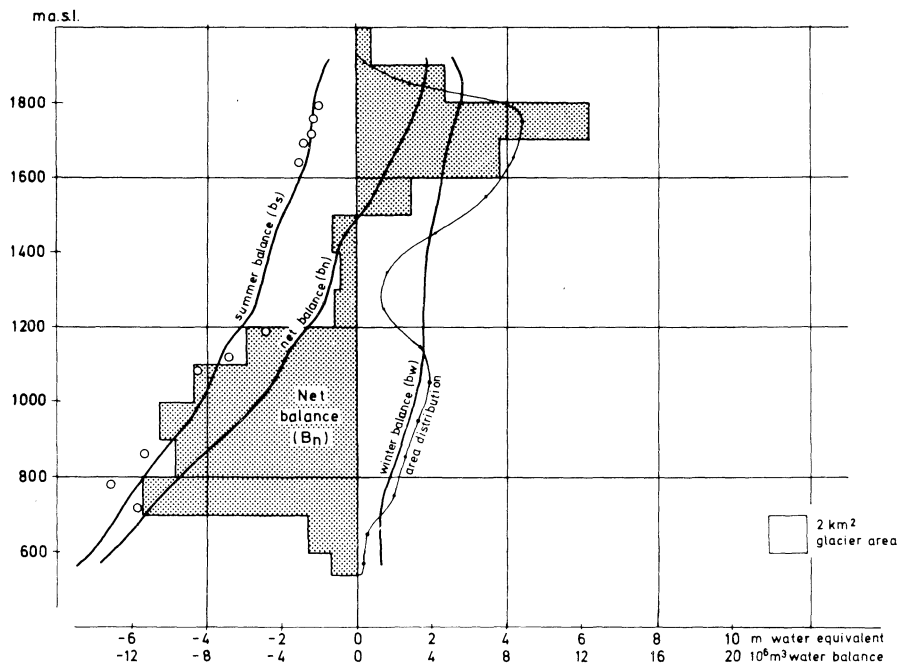 m a.s.l.
1800
1600
1400
1200
1000
800
600
summer balance (bs)
net balance (bn)
Net
balance
(Bn)
winter balance (bw)
area distribution
2 km²
glacier area
-6 -4 -2 0 2 4 6 8 10 m water equivalent
-12 -8 -4 0 4 8 12 16 20 10⁶m³ water balance